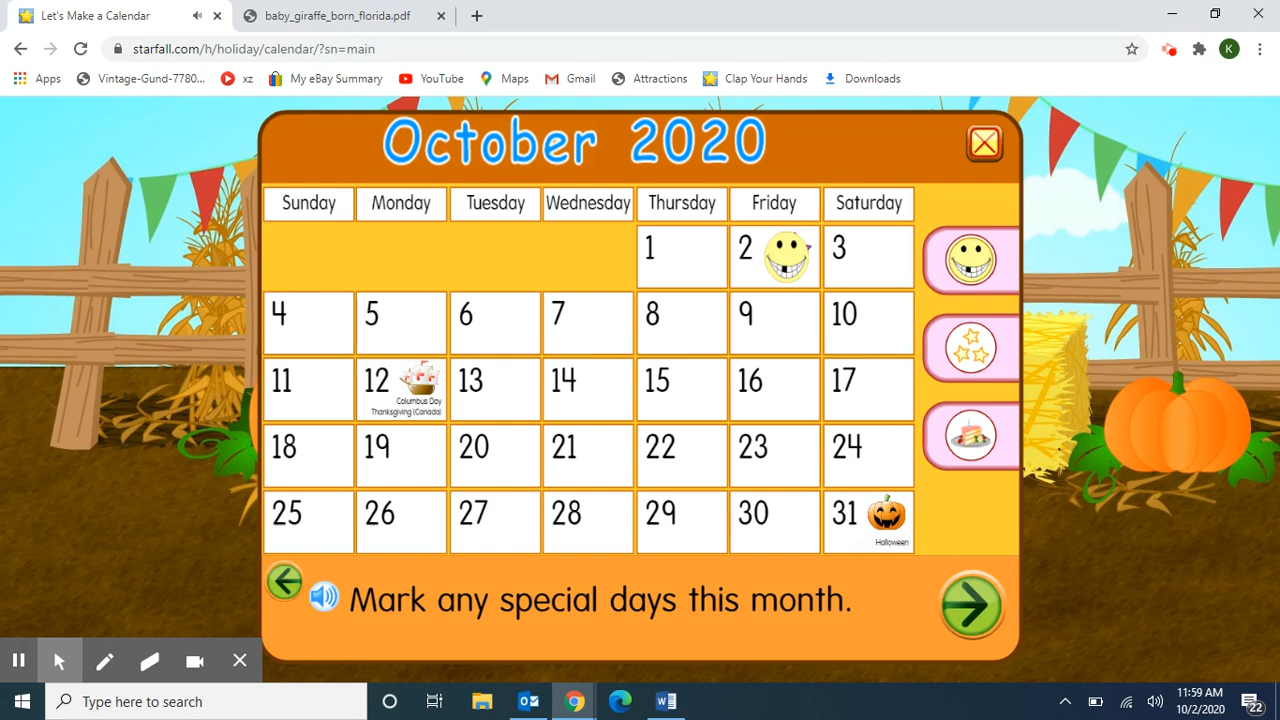 Let's Make a Calendar
baby_giraffe_born_florida.pdf
starfall.com/h/holiday/calendar/?sn=main
K
Apps
Vintage-Gund-7780...
xz
My eBay Summary
YouTube
Maps
Gmail
Attractions
Clap Your Hands
Downloads
October 2020
Sunday Monday Tuesday Wednesday Thursday Friday Saturday
1 2 3
4 5 6 7 8 9 10
11 12 13 14 15 16 17
Columbus Day
Thanksgiving (Canada)
18 19 20 21 22 23 24
25 26 27 28 29 30 31
Halloween
Mark any special days this month.
Type here to search
11:59 AM
10/2/2020
22